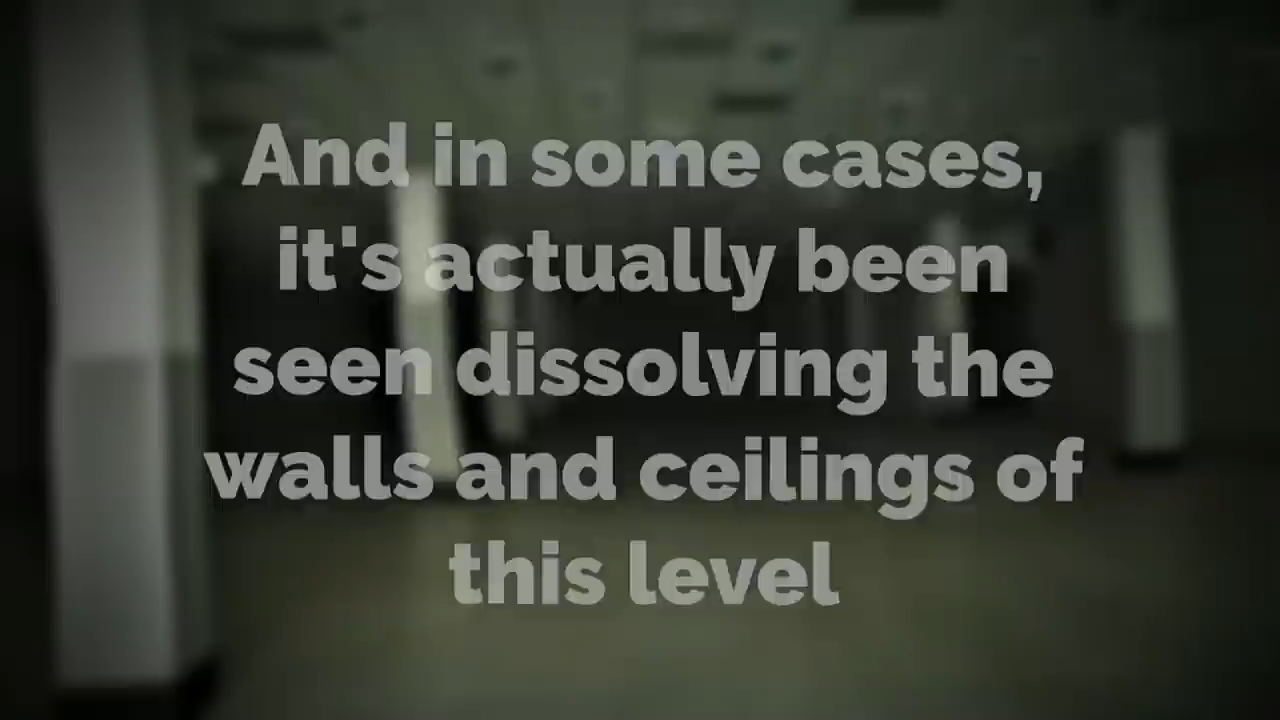 And in some cases,
it's actually been
seen dissolving the
walls and ceilings of
this level